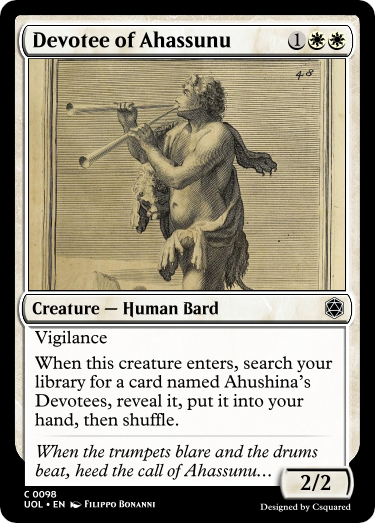 Devotee of Ahassunu 1
48
Creature — Human Bard
Vigilance
When this creature enters, search your
library for a card named Ahushina's
Devotees, reveal it, put it into your
hand, then shuffle.
When the trumpets blare and the drums
beat, heed the call of Ahassunu…
2/2
C 0098
UOL • EN Filippo Bonanni
Designed by Csquared